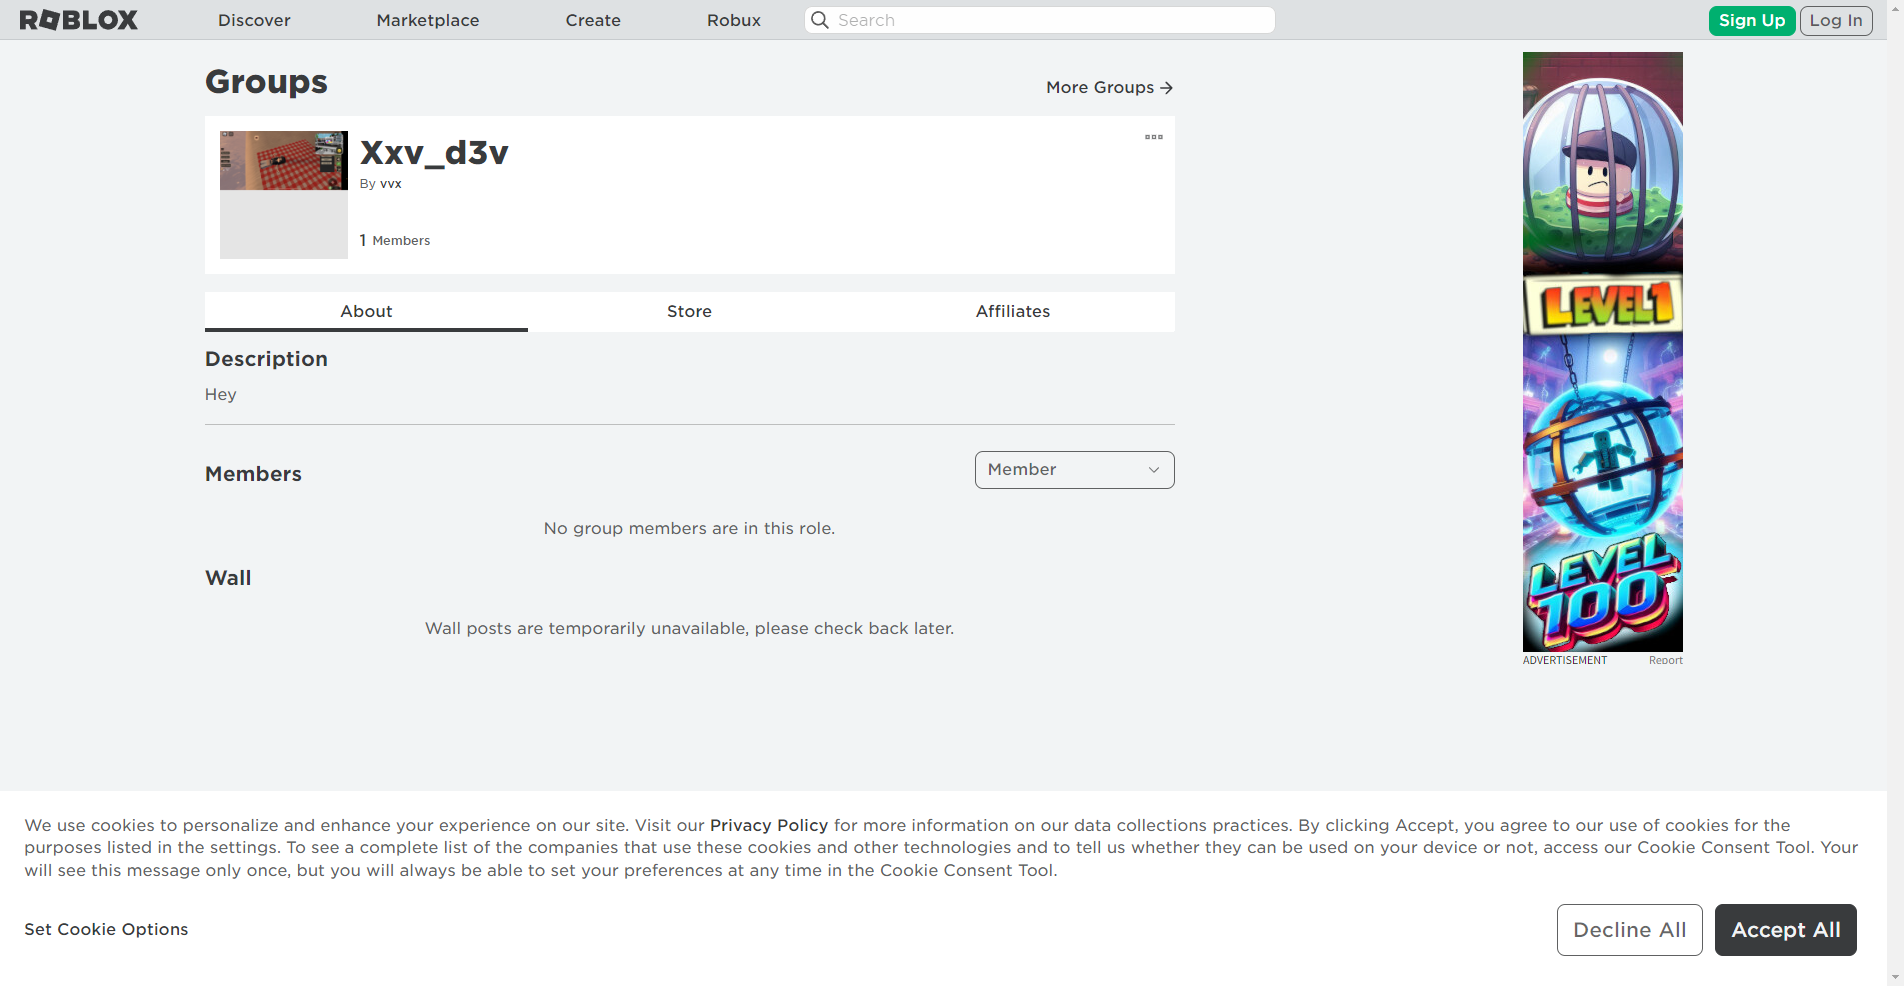 ROBLOX
Discover
Marketplace
Create
Robux
Search
Sign Up
Log In
Groups
More Groups
Xxv_d3v
By vvx
1 Members
About
Store
Affiliates
Description
Hey
Members
Member
No group members are in this role.
Wall
Wall posts are temporarily unavailable, please check back later.
LEVEL 1
LEVEL
100
ADVERTISEMENT
Report
We use cookies to personalize and enhance your experience on our site. Visit our Privacy Policy for more information on our data collections practices. By clicking Accept, you agree to our use of cookies for the
purposes listed in the settings. To see a complete list of the companies that use these cookies and other technologies and to tell us whether they can be used on your device or not, access our Cookie Consent Tool. Your
will see this message only once, but you will always be able to set your preferences at any time in the Cookie Consent Tool.
Set Cookie Options
Decline All
Accept All